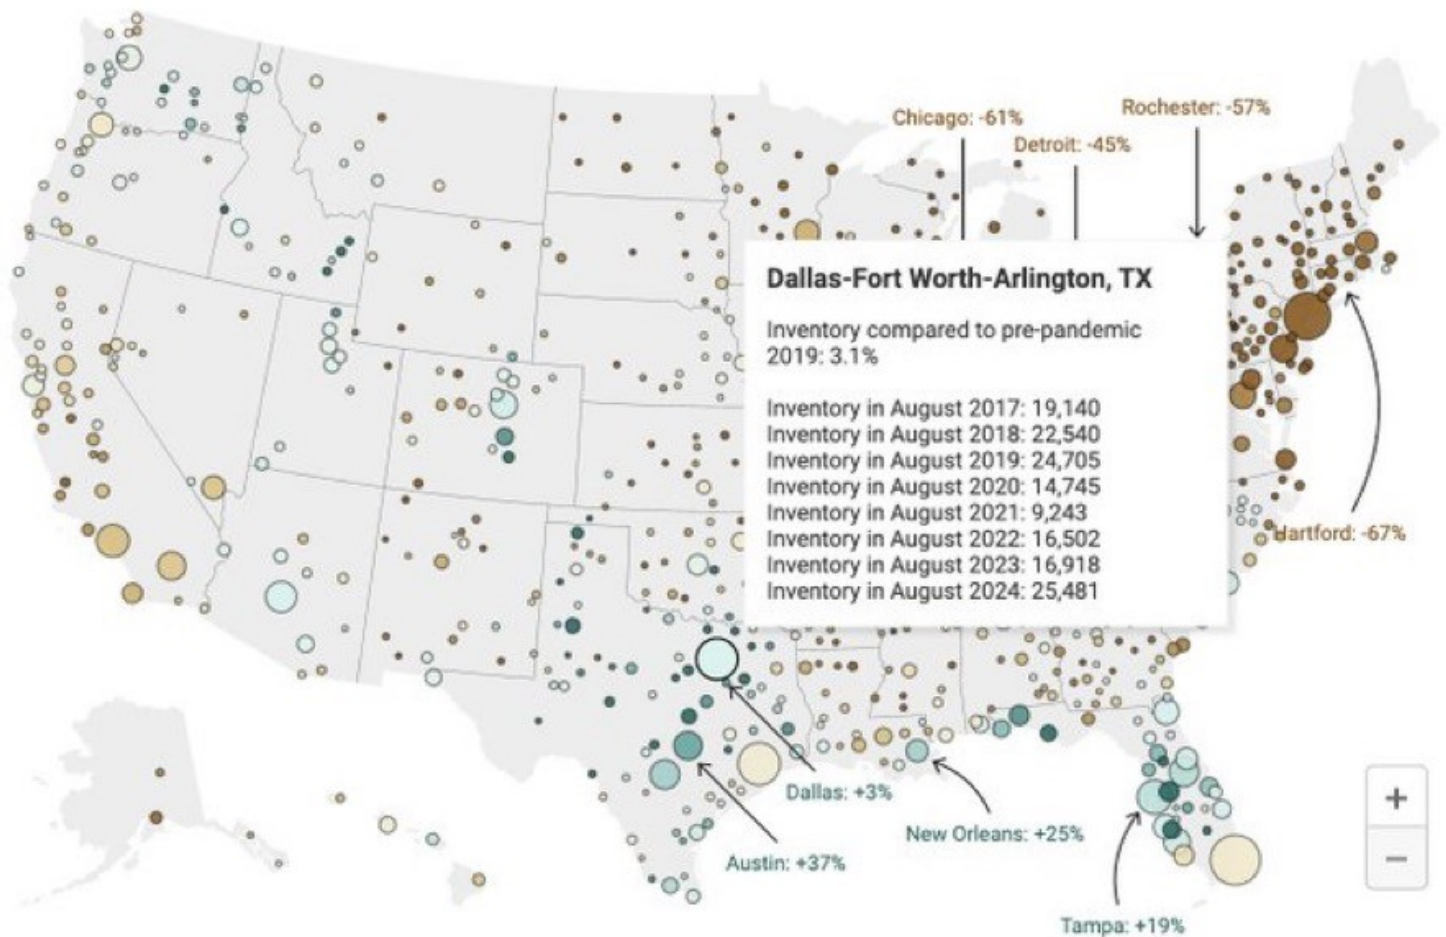 Chicago: -61%
Rochester: -57%
Detroit: -45%
Dallas-Fort Worth-Arlington, TX
Inventory compared to pre-pandemic
2019: 3.1%
Inventory in August 2017: 19,140
Inventory in August 2018: 22,540
Inventory in August 2019: 24,705
Inventory in August 2020: 14,745
Inventory in August 2021: 9,243
Inventory in August 2022: 16,502
Inventory in August 2023: 16,918
Inventory in August 2024: 25,481
Hartford: -67%
Dallas: +3%
New Orleans: +25%
Austin: +37%
Tampa: +19%
+
−